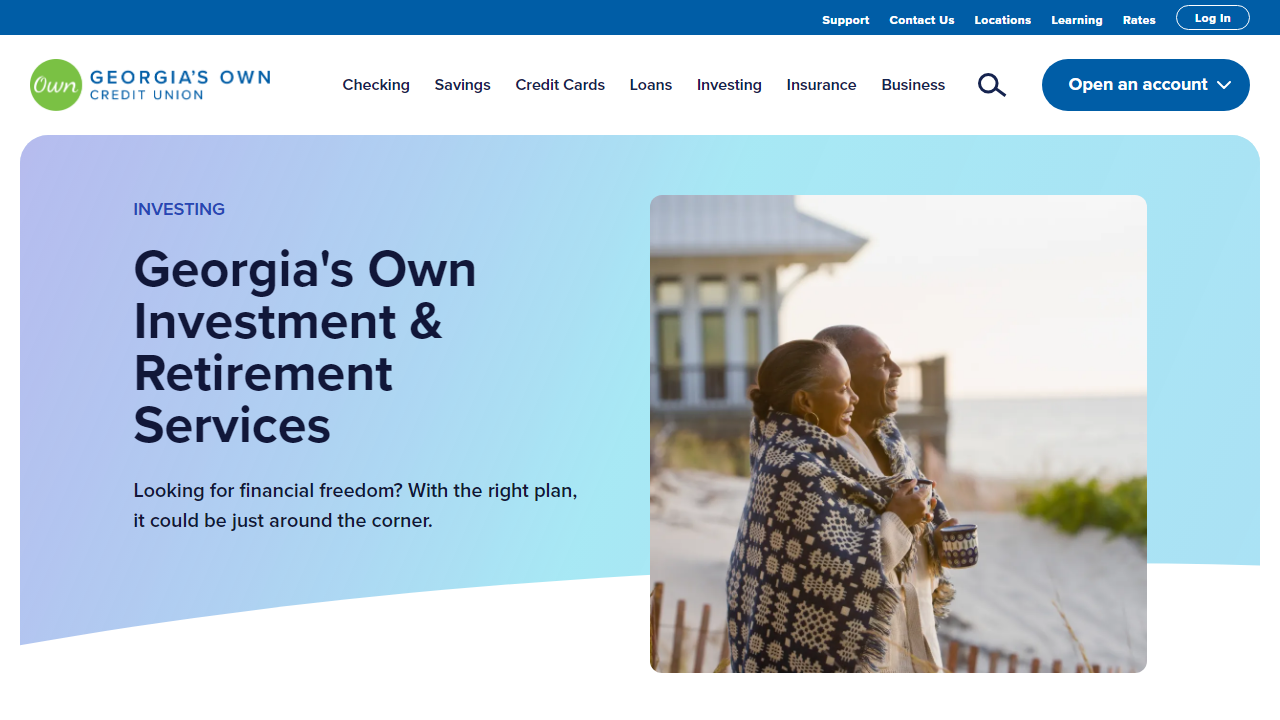 Support Contact Us Locations Learning Rates Log In
Own GEORGIA'S OWN
CREDIT UNION
Checking Savings Credit Cards Loans Investing Insurance Business Open an account
INVESTING
Georgia's Own
Investment &
Retirement
Services
Looking for financial freedom? With the right plan,
it could be just around the corner.